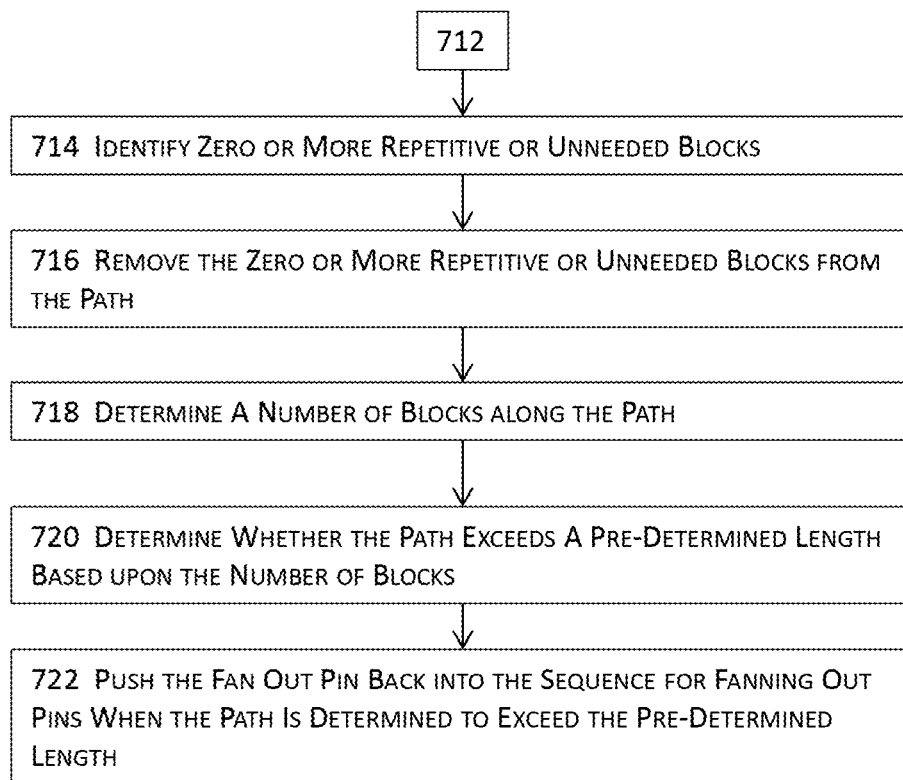 712
714 Identify Zero or More Repetitive or Unneeded Blocks
716 Remove the Zero or More Repetitive or Unneeded Blocks from
the Path
718 Determine A Number of Blocks along the Path
720 Determine Whether the Path Exceeds A Pre-Determined Length
Based upon the Number of Blocks
722 Push the Fan Out Pin Back into the Sequence for Fanning Out
Pins When the Path Is Determined to Exceed the Pre-Determined
Length